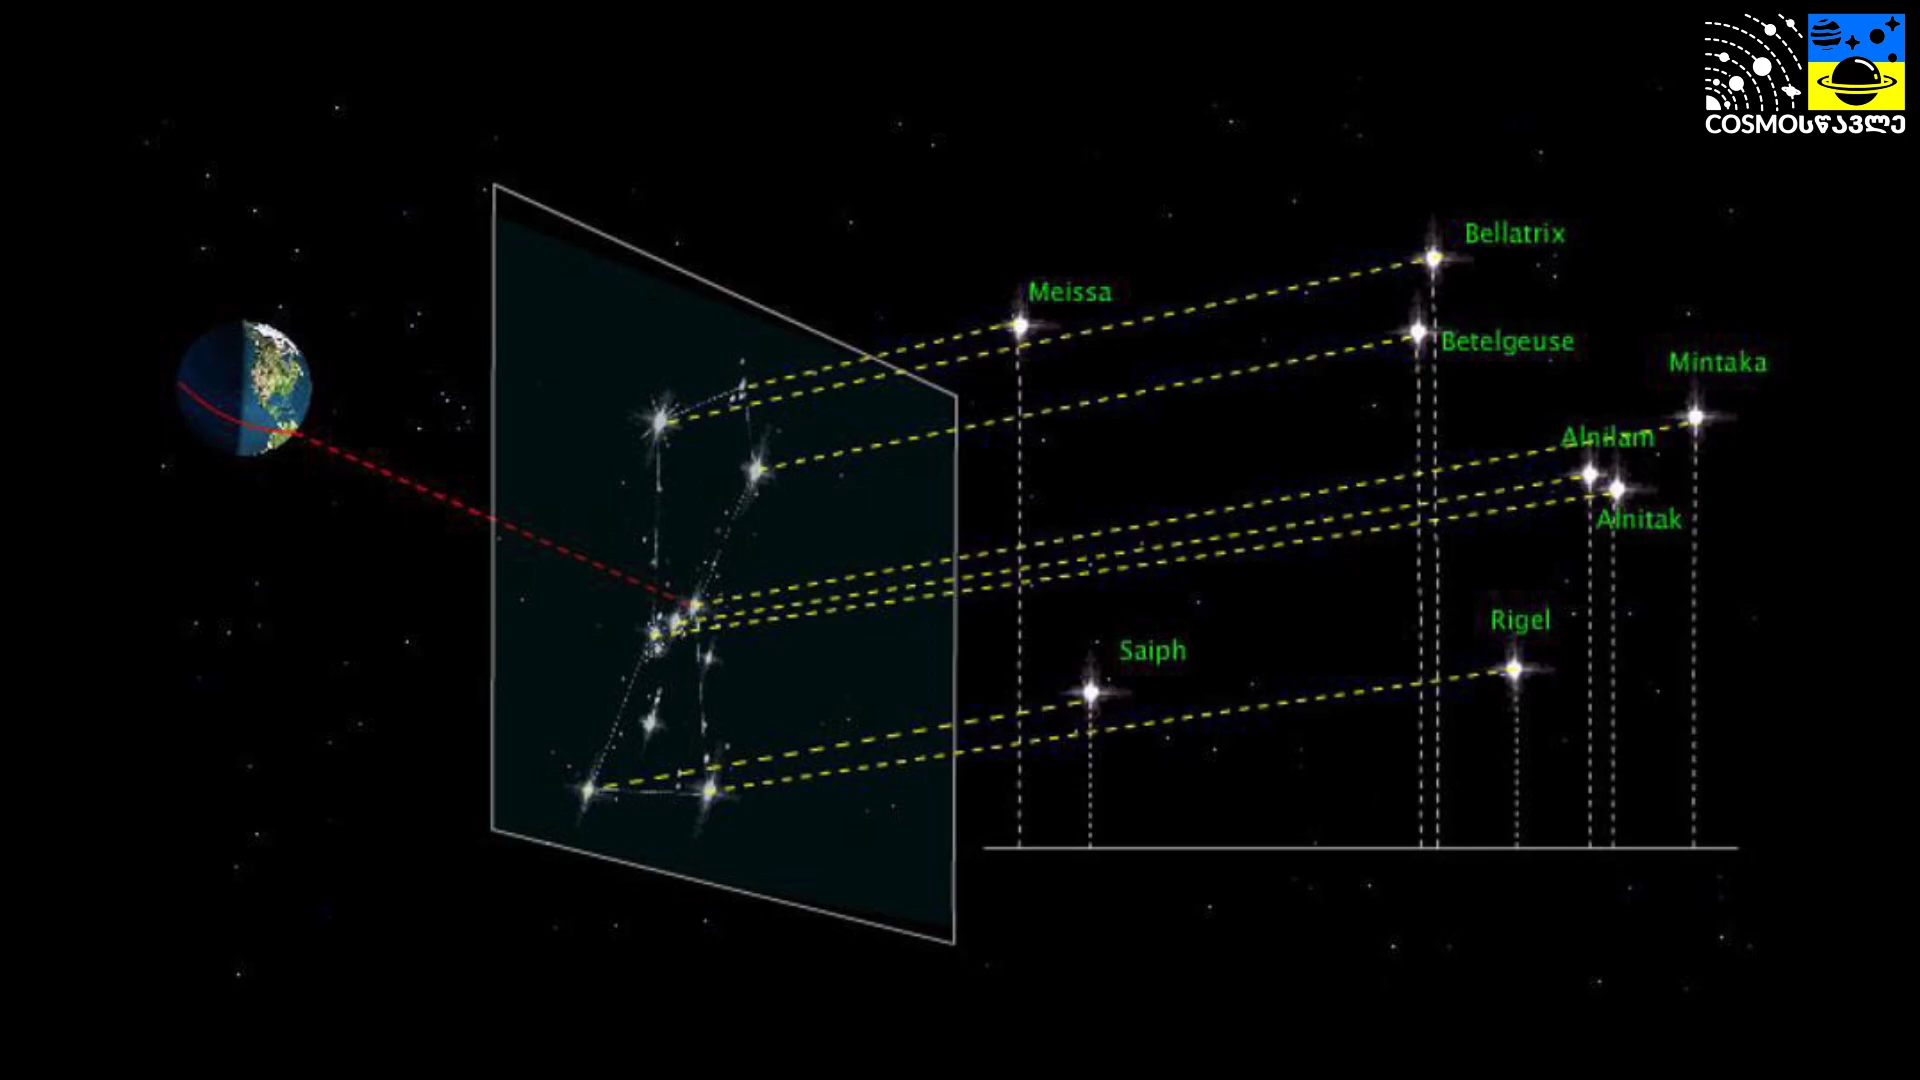 COSMOსწავლე
Bellatrix
Meissa
Betelgeuse
Mintaka
Alnilam
Alnitak
Rigel
Saiph